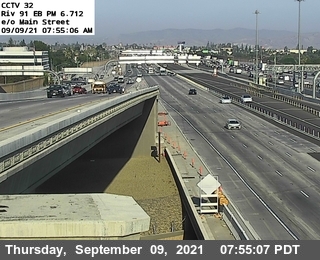 CCTV 32
Riv 91 EB PM 6.712
e/o Main Street
09/09/21 07:55:06 AM
Thursday, September 09, 2021 07:55:07 PDT